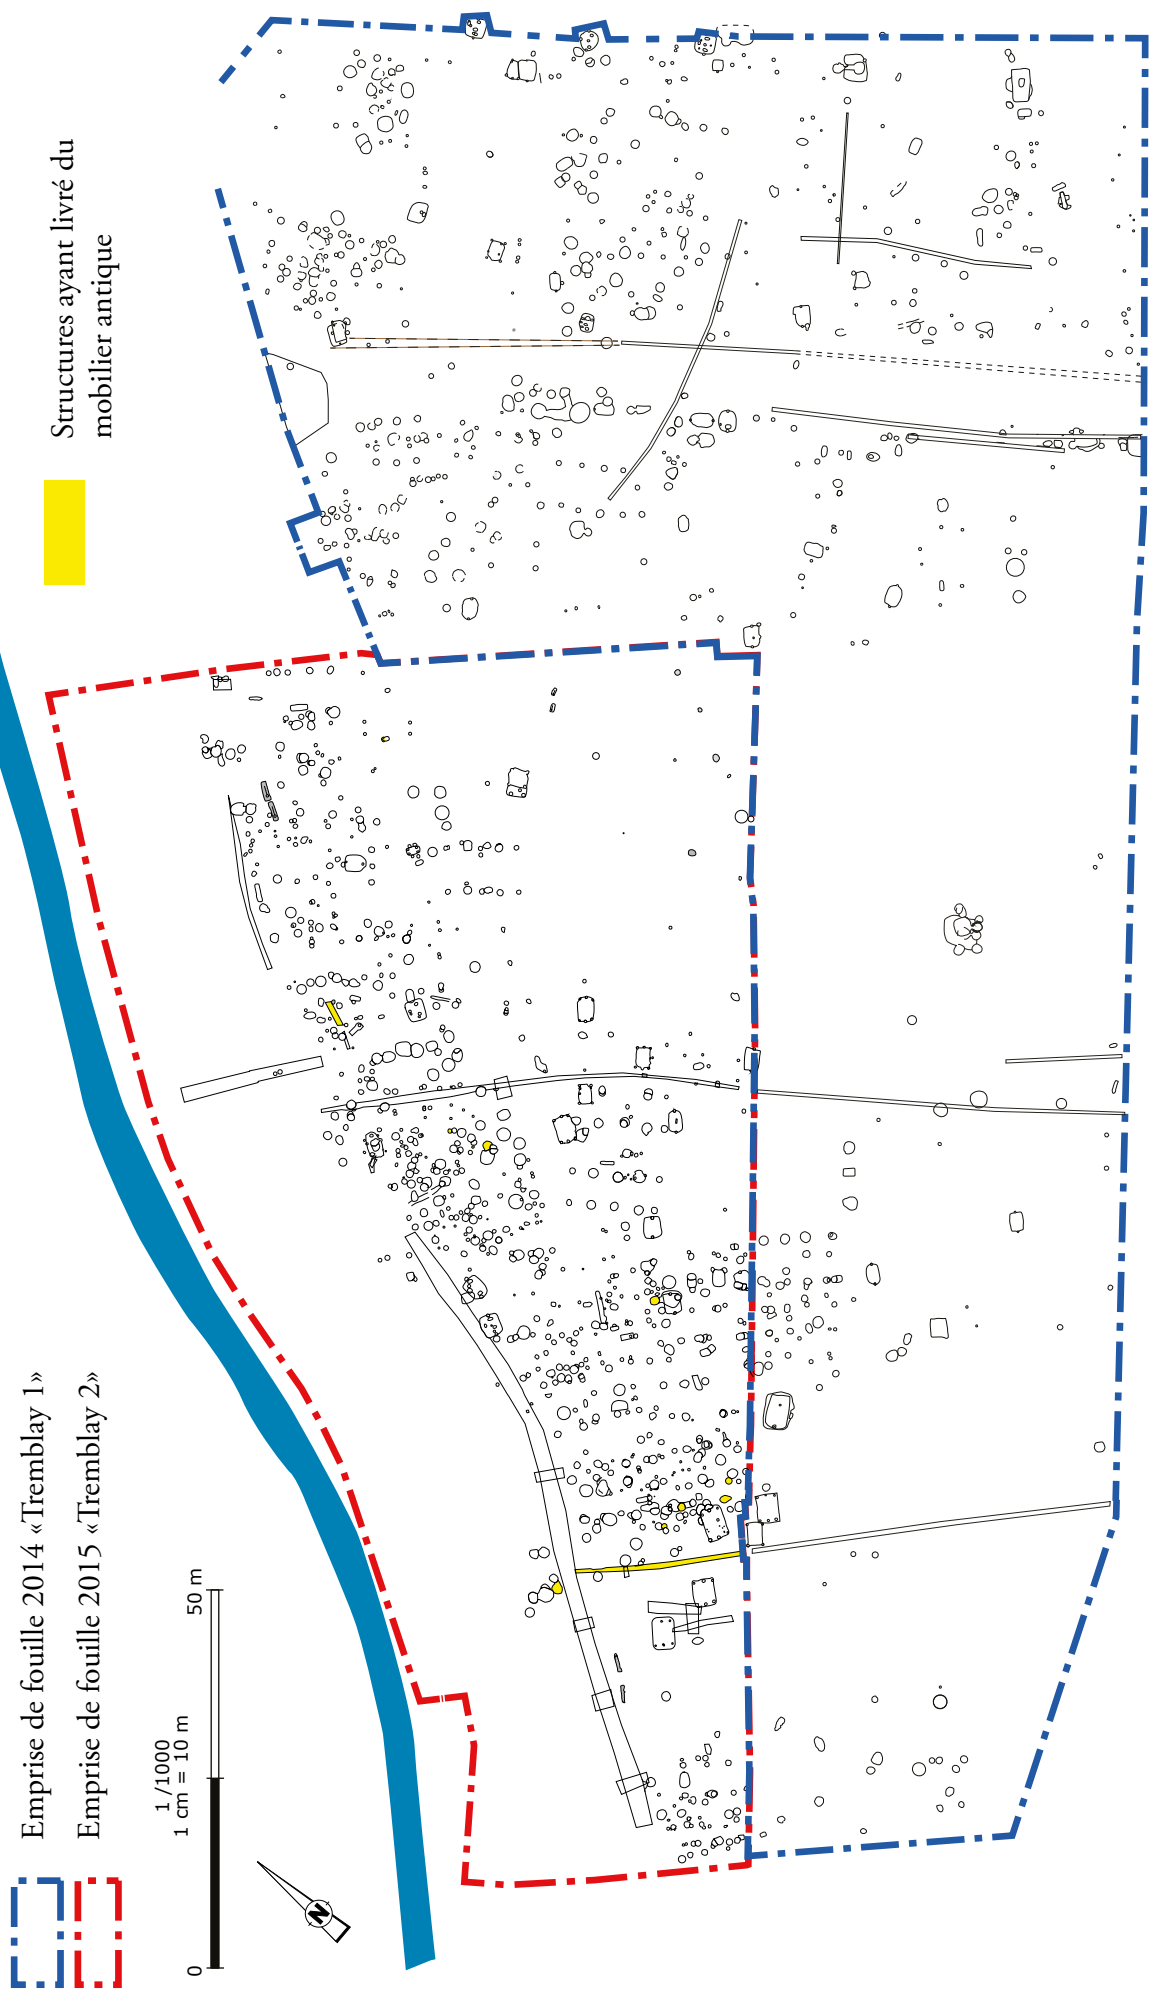 Emprise de fouille 2014 «Tremblay 1»
Emprise de fouille 2015 «Tremblay 2»
Structures ayant livré du
mobilier antique
1 /1000
1 cm = 10 m
0
50 m
N